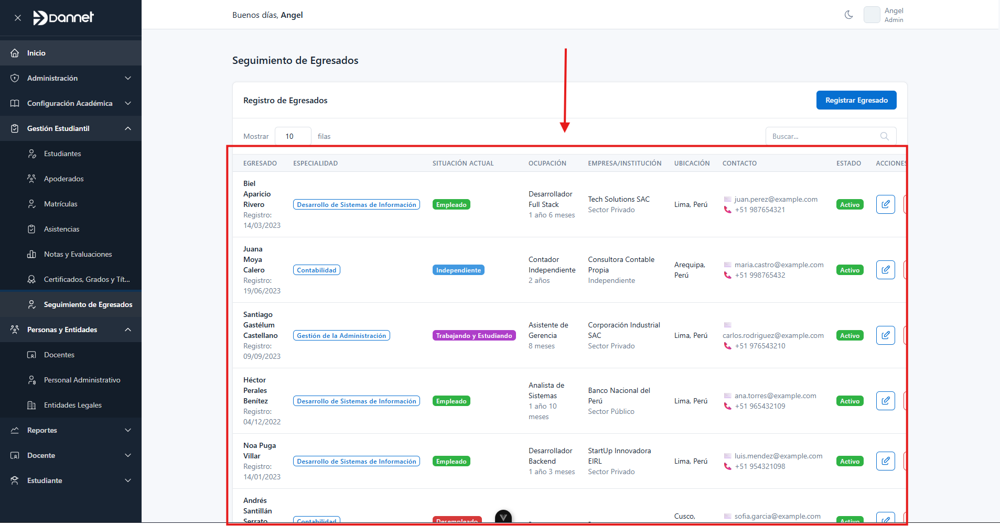 Dannet
Buenos días, Angel
Angel
Admin
Inicio
Administración
Configuración Académica
Gestión Estudiantil
Estudiantes
Apoderados
Matrículas
Asistencias
Notas y Evaluaciones
Certificados, Grados y Tít...
Seguimiento de Egresados
Personas y Entidades
Docentes
Personal Administrativo
Entidades Legales
Reportes
Docente
Estudiante
Seguimiento de Egresados
Registro de Egresados
Registrar Egresado
Mostrar 10 filas
Buscar...
EGRESADO ESPECIALIDAD SITUACIÓN ACTUAL OCUPACIÓN EMPRESA/INSTITUCIÓN UBICACIÓN CONTACTO ESTADO ACCIONES
Biel
Aparicio
Rivero
Registro:
14/03/2023
Desarrollo de Sistemas de Información
Empleado
Desarrollador
Full Stack
1 año 6 meses
Tech Solutions SAC
Sector Privado
Lima, Perú
juan.perez@example.com
+51 987654321
Activo
Juana
Moya
Calero
Registro:
19/06/2023
Contabilidad
Independiente
Contador
Independiente
2 años
Consultora Contable
Propia
Independiente
Arequipa,
Perú
maria.castro@example.com
+51 998765432
Activo
Santiago
Gastélum
Castellano
Registro:
09/09/2023
Gestión de la Administración
Trabajando y Estudiando
Asistente de
Gerencia
8 meses
Corporación Industrial
SAC
Sector Privado
Lima, Perú
carlos.rodriguez@example.com
+51 976543210
Activo
Héctor
Perales
Benítez
Registro:
04/12/2022
Desarrollo de Sistemas de Información
Empleado
Analista de
Sistemas
1 año 10
meses
Banco Nacional del
Perú
Sector Público
Lima, Perú
ana.torres@example.com
+51 965432109
Activo
Noa Puga
Villar
Registro:
14/01/2023
Desarrollo de Sistemas de Información
Empleado
Desarrollador
Backend
1 año 3 meses
StartUp Innovadora
EIRL
Sector Privado
Lima, Perú
luis.mendez@example.com
+51 954321098
Activo
Andrés
Santillán
Serrato
Contabilidad
Desempleado
Cusco,
sofia.garcia@example.com
Activo